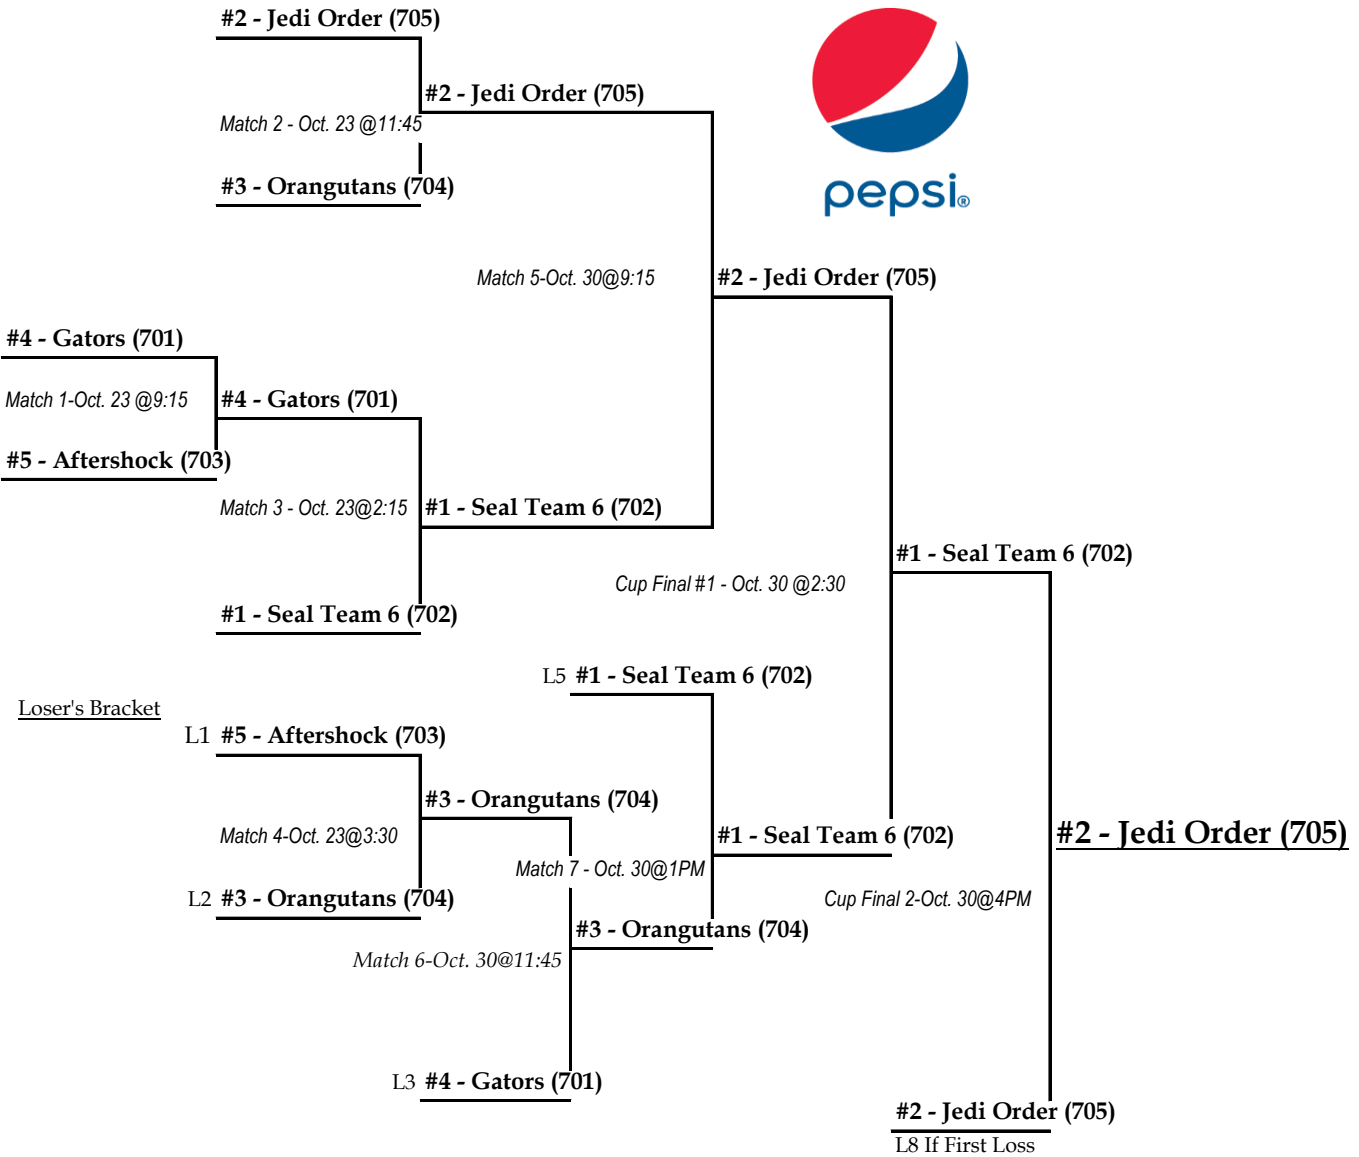 #2 - Jedi Order (705)
#2 - Jedi Order (705)
Match 2 - Oct. 23 @11:45
#3 - Orangutans (704)
pepsi®
Match 5-Oct. 30@9:15
#2 - Jedi Order (705)
#4 - Gators (701)
Match 1-Oct. 23 @9:15
#4 - Gators (701)
#5 - Aftershock (703)
Match 3 - Oct. 23@2:15
#1 - Seal Team 6 (702)
#1 - Seal Team 6 (702)
Cup Final #1 - Oct. 30 @2:30
#1 - Seal Team 6 (702)
L5 #1 - Seal Team 6 (702)
Loser's Bracket
L1 #5 - Aftershock (703)
#3 - Orangutans (704)
Match 4-Oct. 23@3:30
#1 - Seal Team 6 (702)
#2 - Jedi Order (705)
Match 7 - Oct. 30@1PM
L2 #3 - Orangutans (704)
Cup Final 2-Oct. 30@4PM
#3 - Orangutans (704)
Match 6-Oct. 30@11:45
L3 #4 - Gators (701)
#2 - Jedi Order (705)
L8 If First Loss